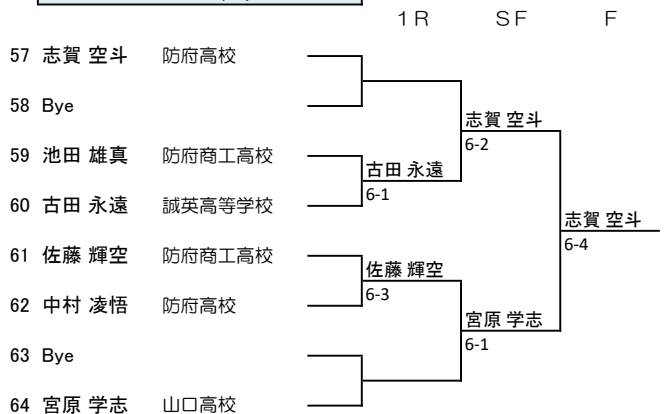 1R SF F
57 志賀 空斗 防府高校
58 Bye
志賀 空斗
6-2
59 池田 雄真 防府商工高校
古田 永遠
6-1
60 古田 永遠 誠英高等学校
志賀 空斗
6-4
61 佐藤 輝空 防府商工高校
佐藤 輝空
6-3
62 中村 凌悟 防府高校
宮原 学志
6-1
63 Bye
64 宮原 学志 山口高校